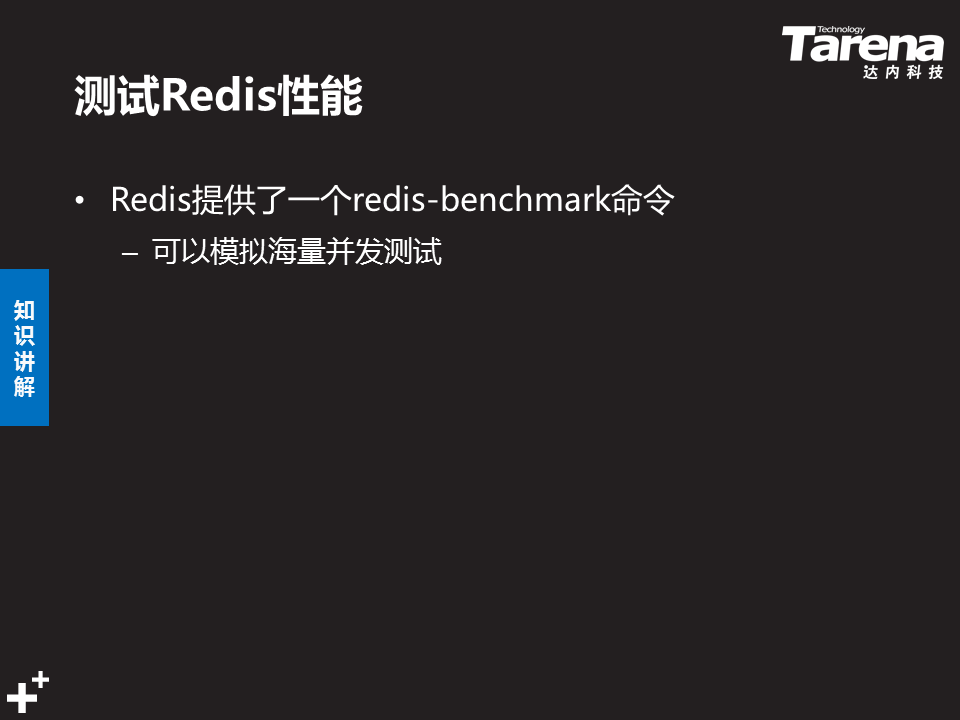 Technology
Tarena
达内科技
测试Redis性能
• Redis提供了一个redis-benchmark命令
– 可以模拟海量并发测试
知
识
讲
解